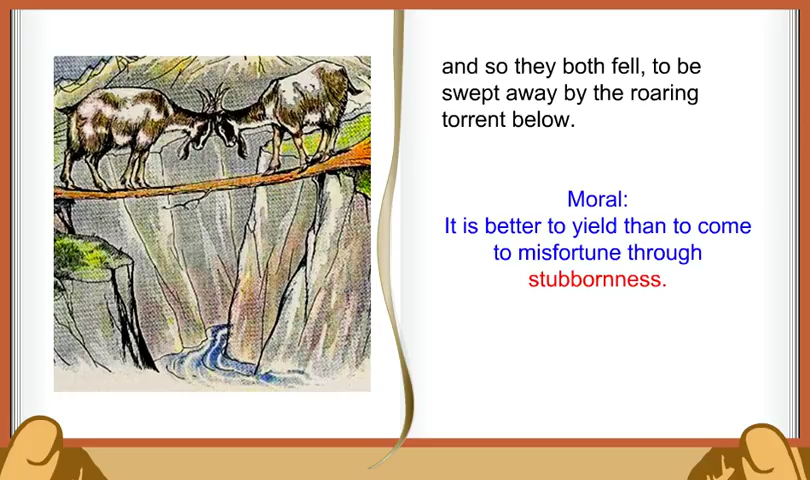 and so they both fell, to be
swept away by the roaring
torrent below.
Moral:
It is better to yield than to come
to misfortune through
stubbornness.